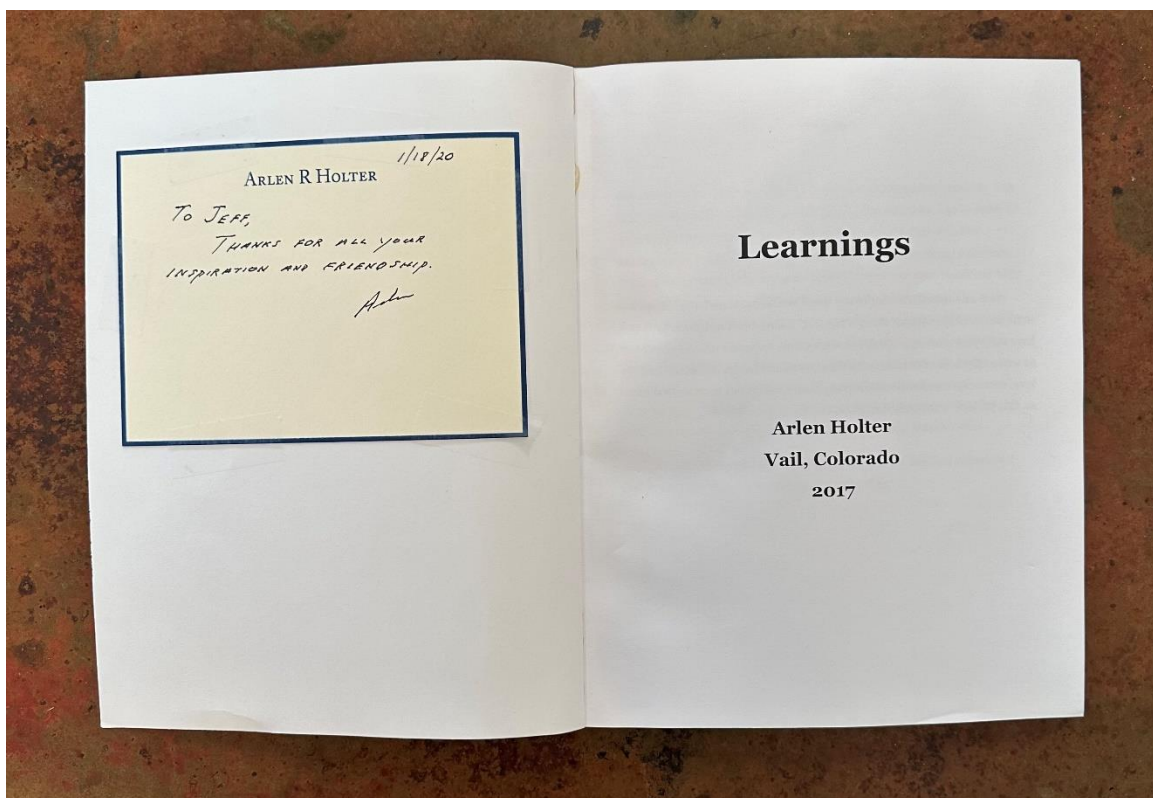 1/18/20
ARLEN R HOLTER
TO JEFF,
THANKS FOR ALL YOUR
INSPIRATION AND FRIENDSHIP.
Arlen
Learnings
Arlen Holter
Vail, Colorado
2017